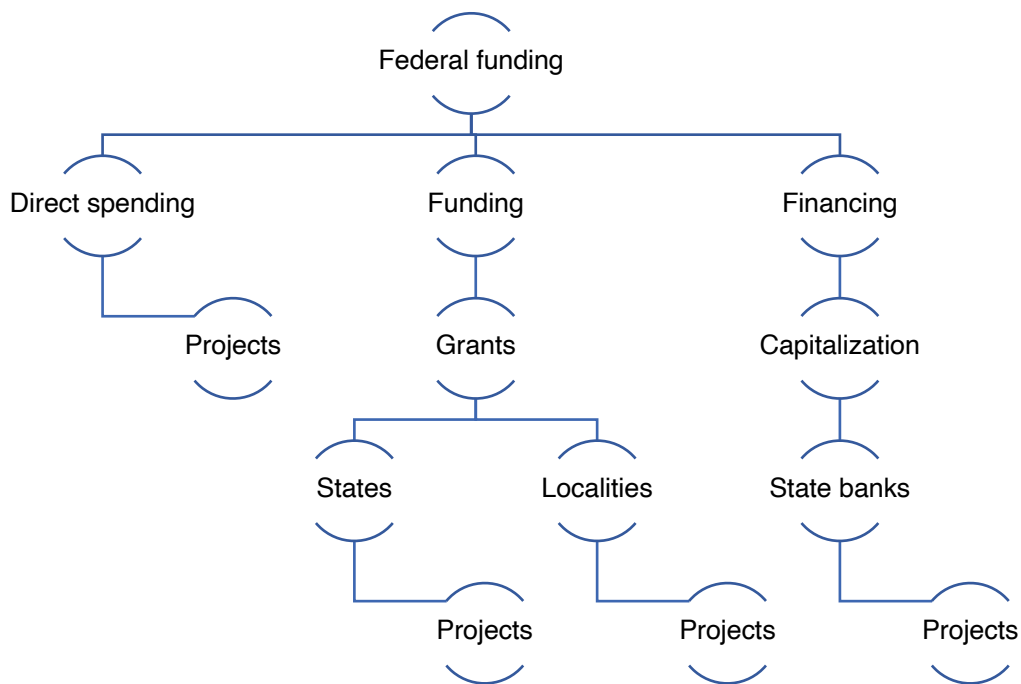 Federal funding
Direct spending
Funding
Financing
Projects
Grants
Capitalization
States
Localities
State banks
Projects
Projects
Projects